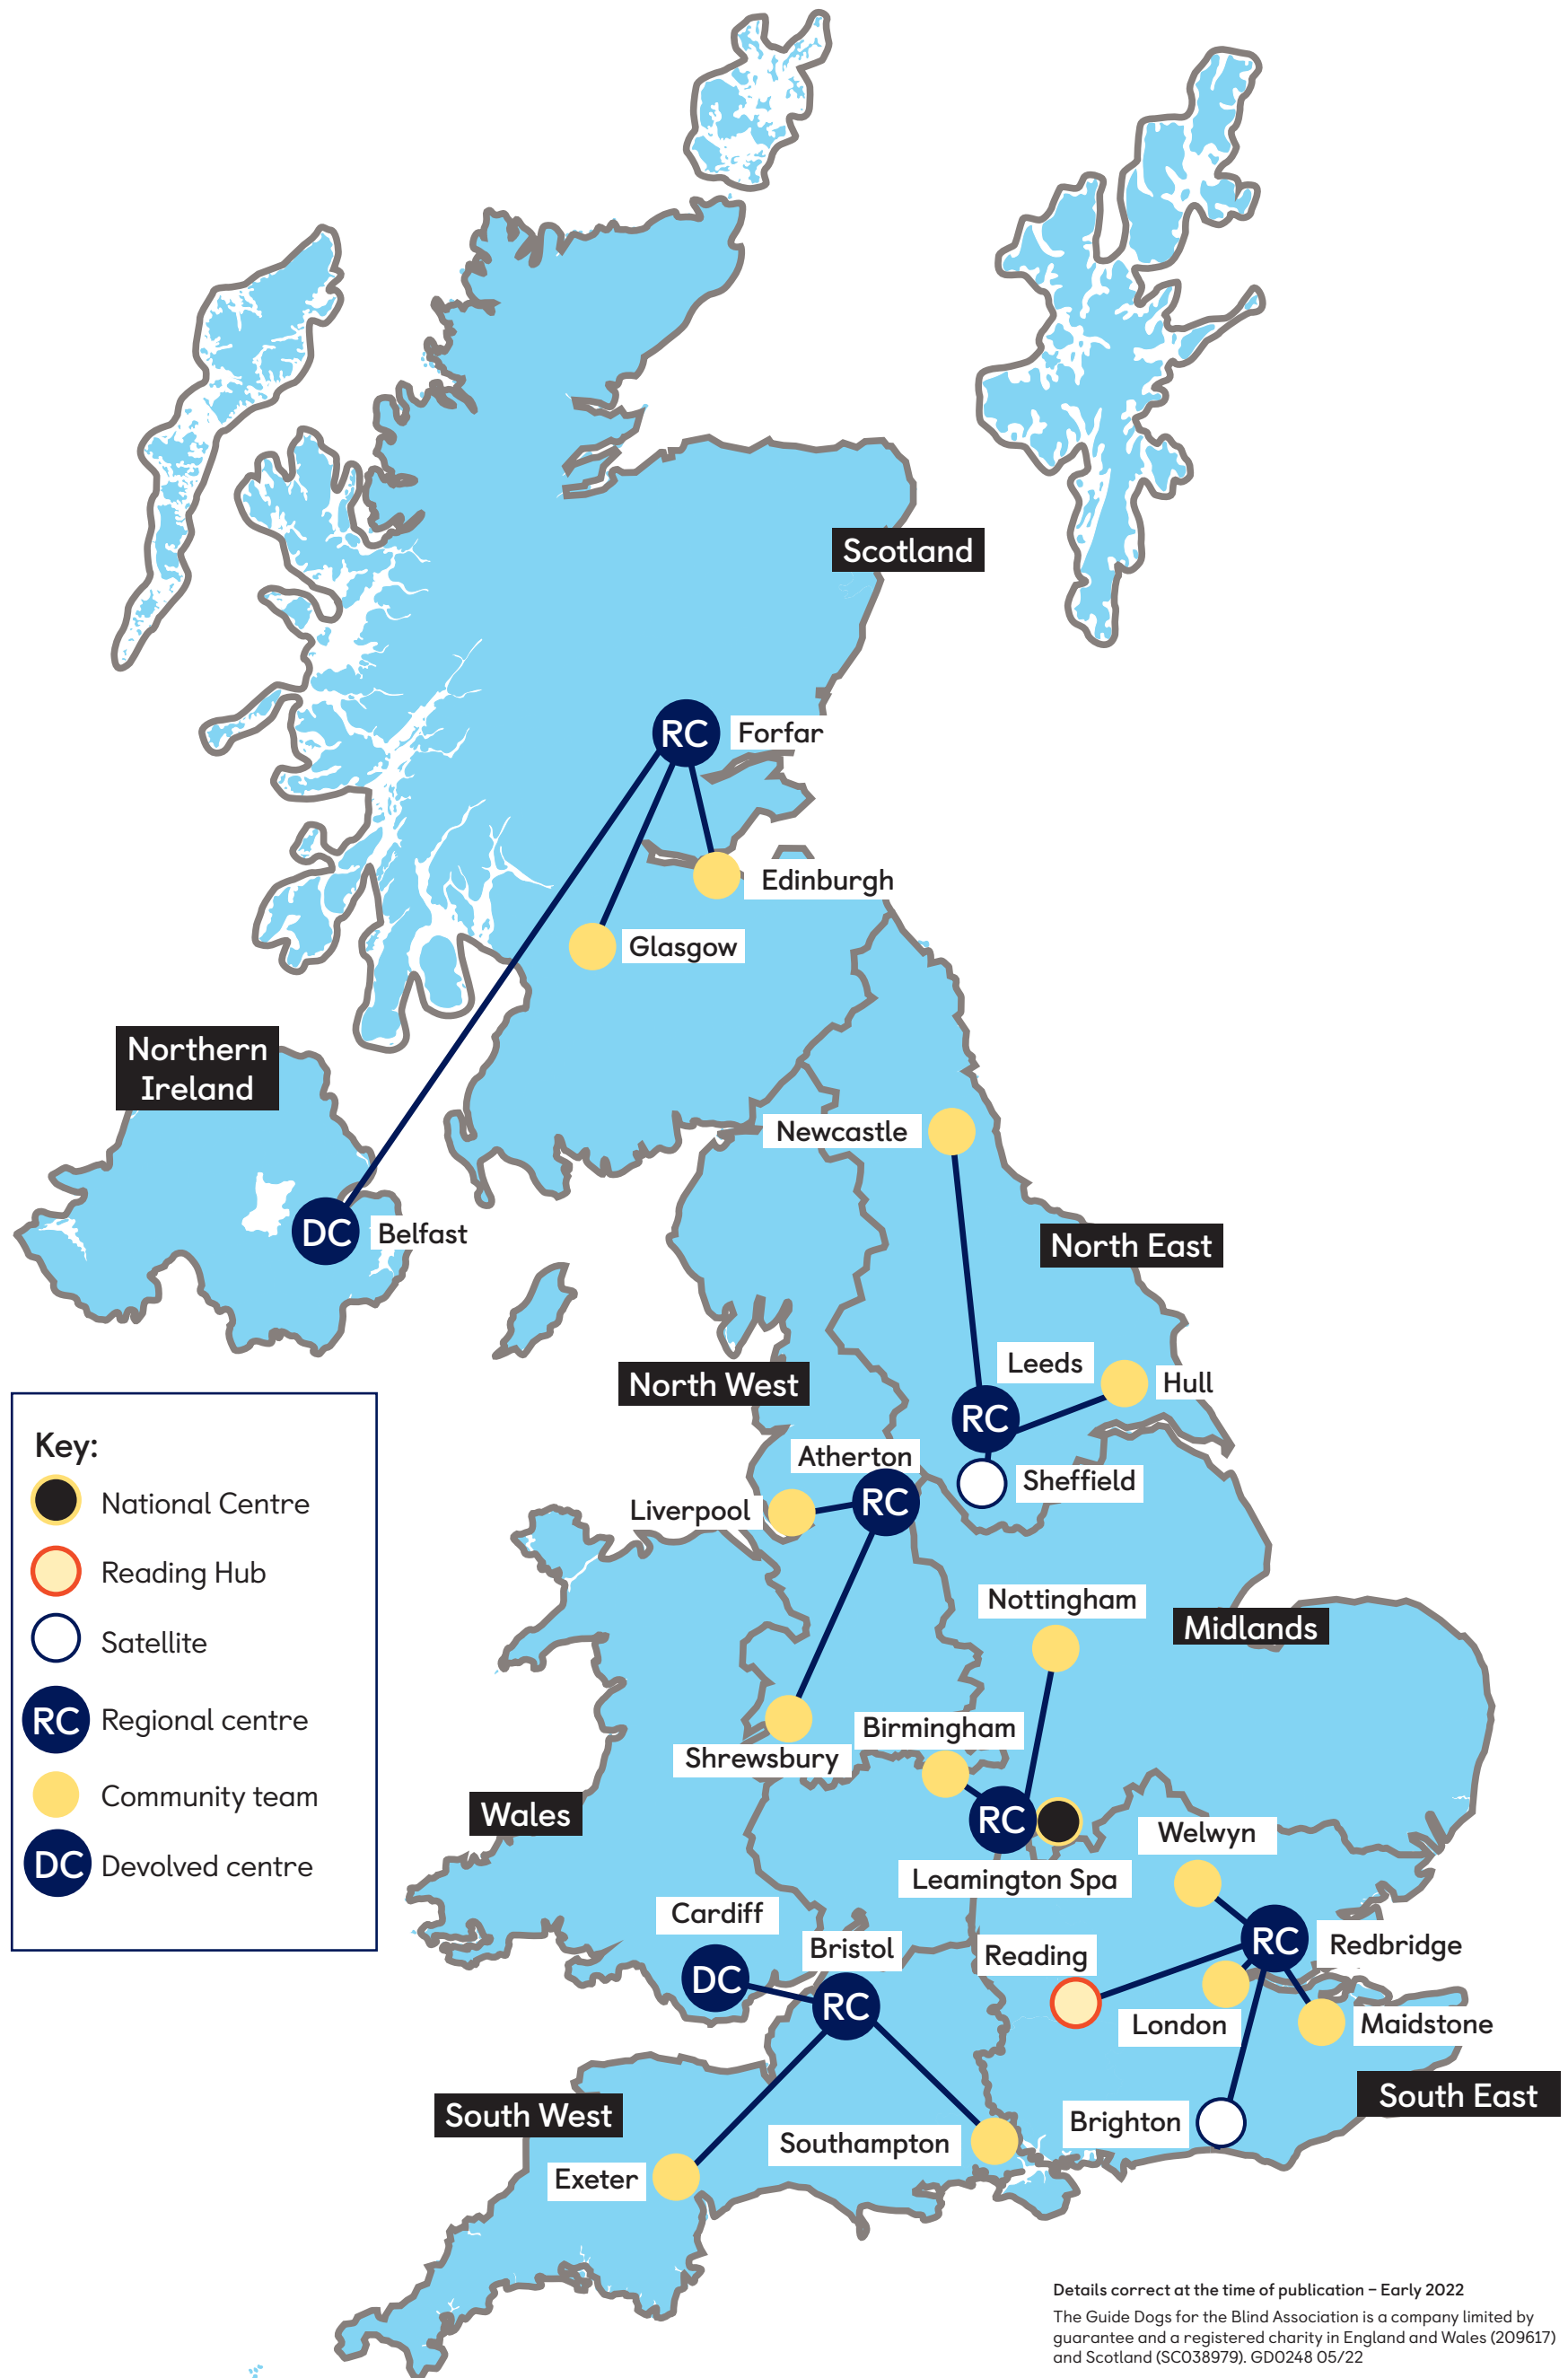 Scotland
RC
Forfar
Edinburgh
Glasgow
Northern
Ireland
Newcastle
DC
Belfast
North East
Leeds
Hull
North West
RC
Key:
Atherton
Sheffield
National Centre
RC
Liverpool
Reading Hub
Nottingham
Satellite
Midlands
RC
Regional centre
Birmingham
Shrewsbury
Community team
Wales
RC
Welwyn
DC
Devolved centre
Leamington Spa
Cardiff
Bristol
RC
Redbridge
Reading
DC
RC
London
Maidstone
South East
South West
Brighton
Southampton
Exeter
Details correct at the time of publication – Early 2022
The Guide Dogs for the Blind Association is a company limited by
guarantee and a registered charity in England and Wales (209617)
and Scotland (SC038979). GD0248 05/22